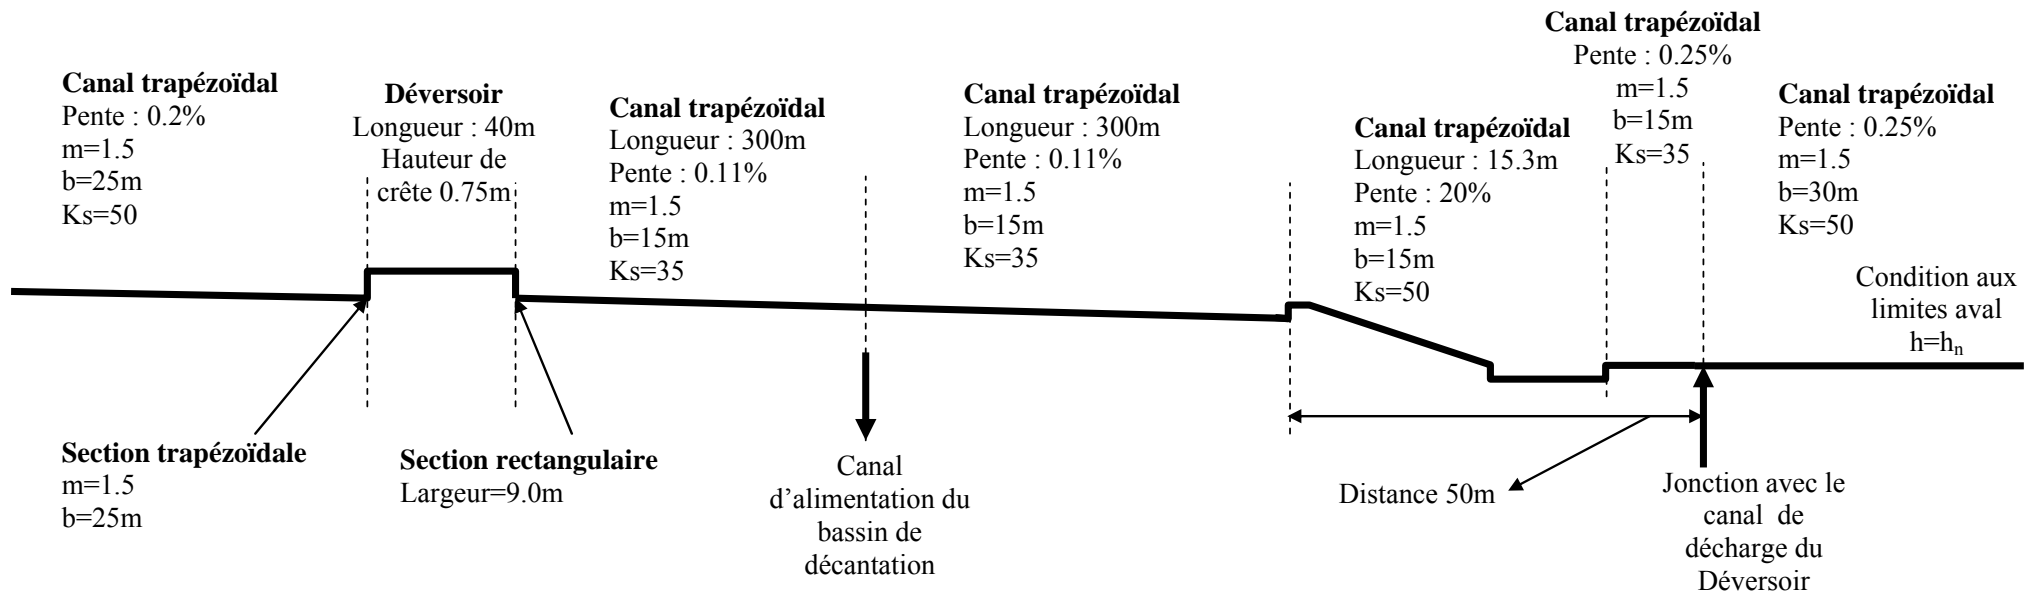 Canal trapézoïdal
Pente : 0.2%
m=1.5
b=25m
Ks=50
Déversoir
Longueur : 40m
Hauteur de
crête 0.75m
Canal trapézoïdal
Longueur : 300m
Pente : 0.11%
m=1.5
b=15m
Ks=35
Canal trapézoïdal
Longueur : 300m
Pente : 0.11%
m=1.5
b=15m
Ks=35
Canal trapézoïdal
Longueur : 15.3m
Pente : 20%
m=1.5
b=15m
Ks=50
Canal trapézoïdal
Pente : 0.25%
m=1.5
b=15m
Ks=35
Canal trapézoïdal
Pente : 0.25%
m=1.5
b=30m
Ks=50
Condition aux
limites aval
h=hn
Section trapézoïdale
m=1.5
b=25m
Section rectangulaire
Largeur=9.0m
Canal
d'alimentation du
bassin de
décantation
Distance 50m
Jonction avec le
canal de
décharge du
Déversoir